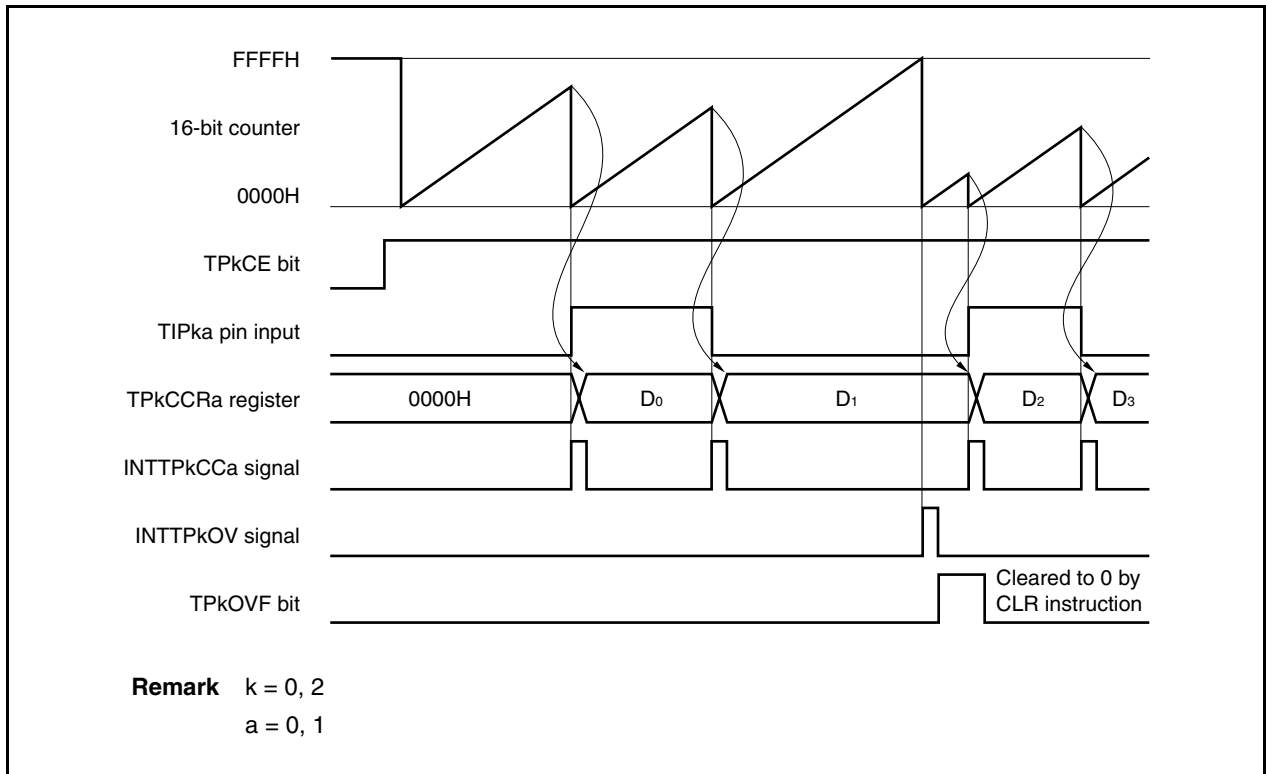 FFFFH
16-bit counter
0000H
TPkCE bit
TIPka pin input
TPkCCRa register
0000H
D0
D1
D2
D3
INTTPkCCa signal
INTTPkOV signal
TPkOVF bit
Cleared to 0 by
CLR instruction
Remark k = 0, 2
a = 0, 1